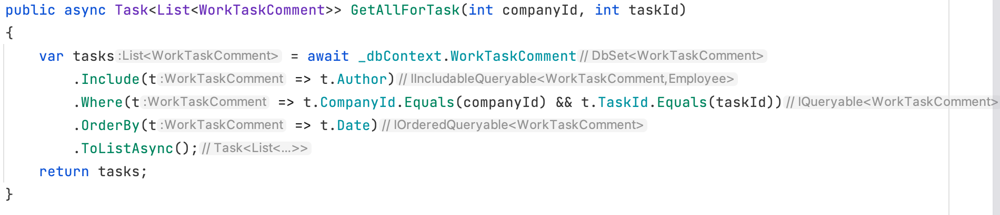 public async Task<List<WorkTaskComment>> GetAllForTask(int companyId, int taskId)
{
var tasks :List<WorkTaskComment> = await _dbContext.WorkTaskComment // DbSet<WorkTaskComment>
.Include(t :WorkTaskComment => t.Author) // IIncludableQueryable<WorkTaskComment,Employee>
.Where(t :WorkTaskComment => t.CompanyId.Equals(companyId) && t.TaskId.Equals(taskId)) // IQueryable<WorkTaskComment>
.OrderBy(t :WorkTaskComment => t.Date) // IOrderedQueryable<WorkTaskComment>
.ToListAsync(); // Task<List<...>>
return tasks;
}